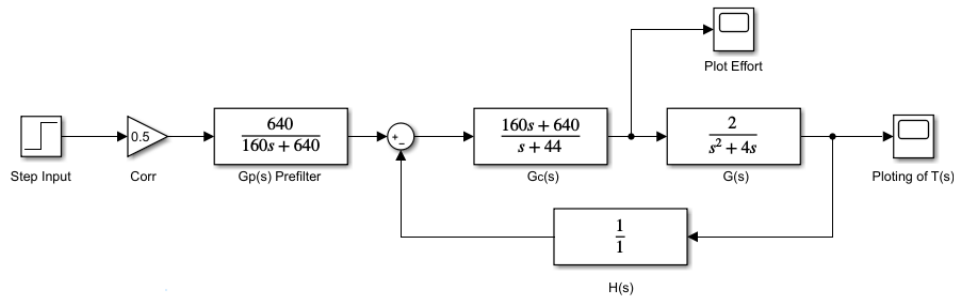 Plot Effort
0.5
640
160s + 640
+
−
160s + 640
s + 44
2
s² + 4s
Step Input
Corr
Gp(s) Prefilter
Gc(s)
G(s)
Ploting of T(s)
1
1
H(s)